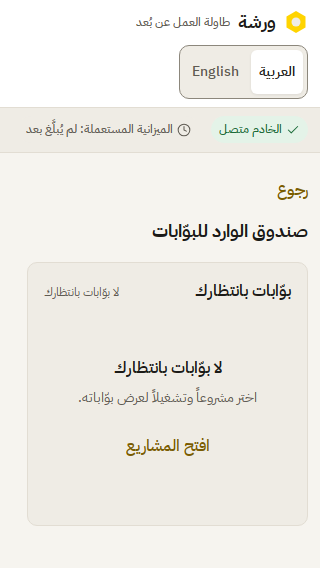 ورشة طاولة العمل عن بُعد
العربية English
الخادم متصل الميزانية المستعملة: لم يُبلَّغ بعد
رجوع
صندوق الوارد للبوّابات
بوّابات بانتظارك لا بوّابات بانتظارك
لا بوّابات بانتظارك
اختر مشروعاً وتشغيلاً لعرض بوّاباته.
افتح المشاريع